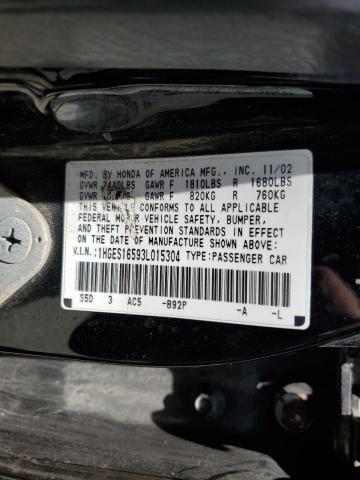 MFD. BY HONDA OF AMERICA MFG., INC. 11/02
GVWR LBS GAWR F 1810LBS R 1680LBS
GVWR GAWR F 820KG R 760KG
THIS VEHICLE CONFORMS TO ALL APPLICABLE
FEDERAL MOTOR VEHICLE SAFETY, BUMPER,
AND THEFT PREVENTION STANDARDS IN EFFECT
ON THE DATE OF MANUFACTURE SHOWN ABOVE.
V.I.N.: 1HGES16593L015304 TYPE:PASSENGER CAR
S5D 3 AC5 -B92P -A -L